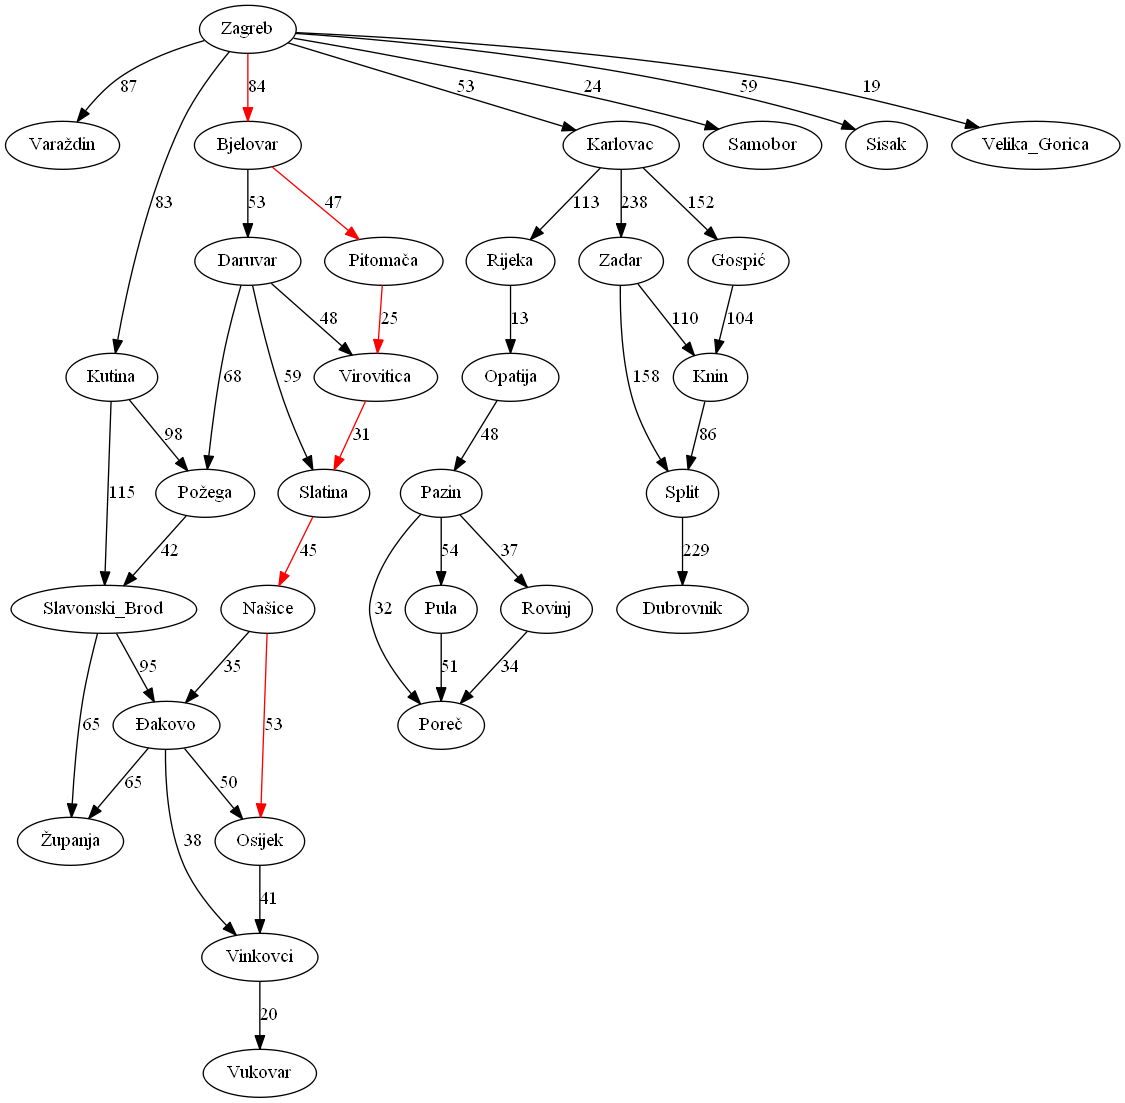 Zagreb
87
84
53
24
59
19
Varaždin
Bjelovar
Karlovac
Samobor
Sisak
Velika_Gorica
83
53
47
113
238
152
Daruvar
Pitomača
Rijeka
Zadar
Gospić
68
59
48
25
13
158
110
104
Kutina
Virovitica
Opatija
Knin
115
98
31
48
86
Požega
Slatina
Pazin
Split
42
45
32
54
37
229
Slavonski_Brod
Našice
Pula
Rovinj
Dubrovnik
65
95
35
53
51
34
Đakovo
Poreč
65
38
50
Županja
Osijek
41
Vinkovci
20
Vukovar